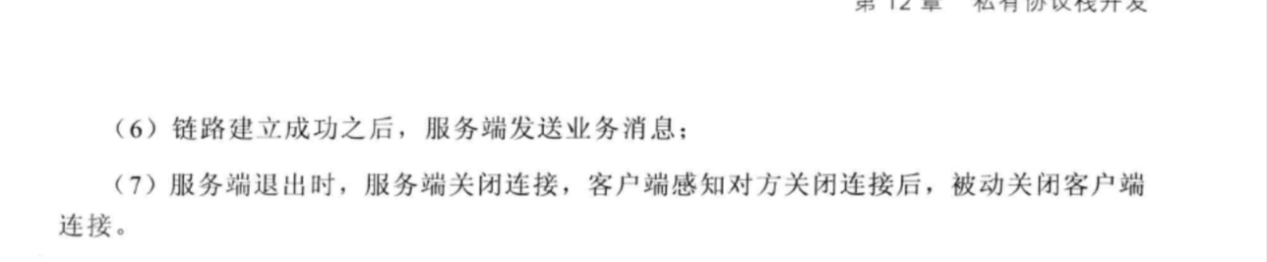 第 12 章 私有协议栈开发
（6）链路建立成功之后，服务端发送业务消息；
（7）服务端退出时，服务端关闭连接，客户端感知对方关闭连接后，被动关闭客户端
连接。